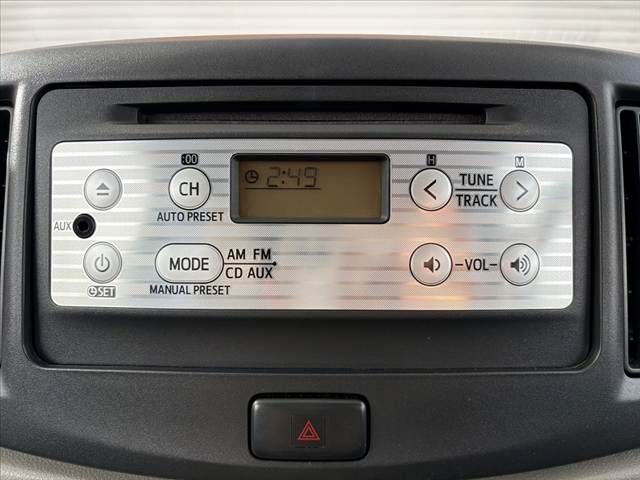 :00
H
M
2:49
CH
TUNE
TRACK
AUTO PRESET
AUX
MODE
AM FM
CD AUX
VOL
SET
MANUAL PRESET